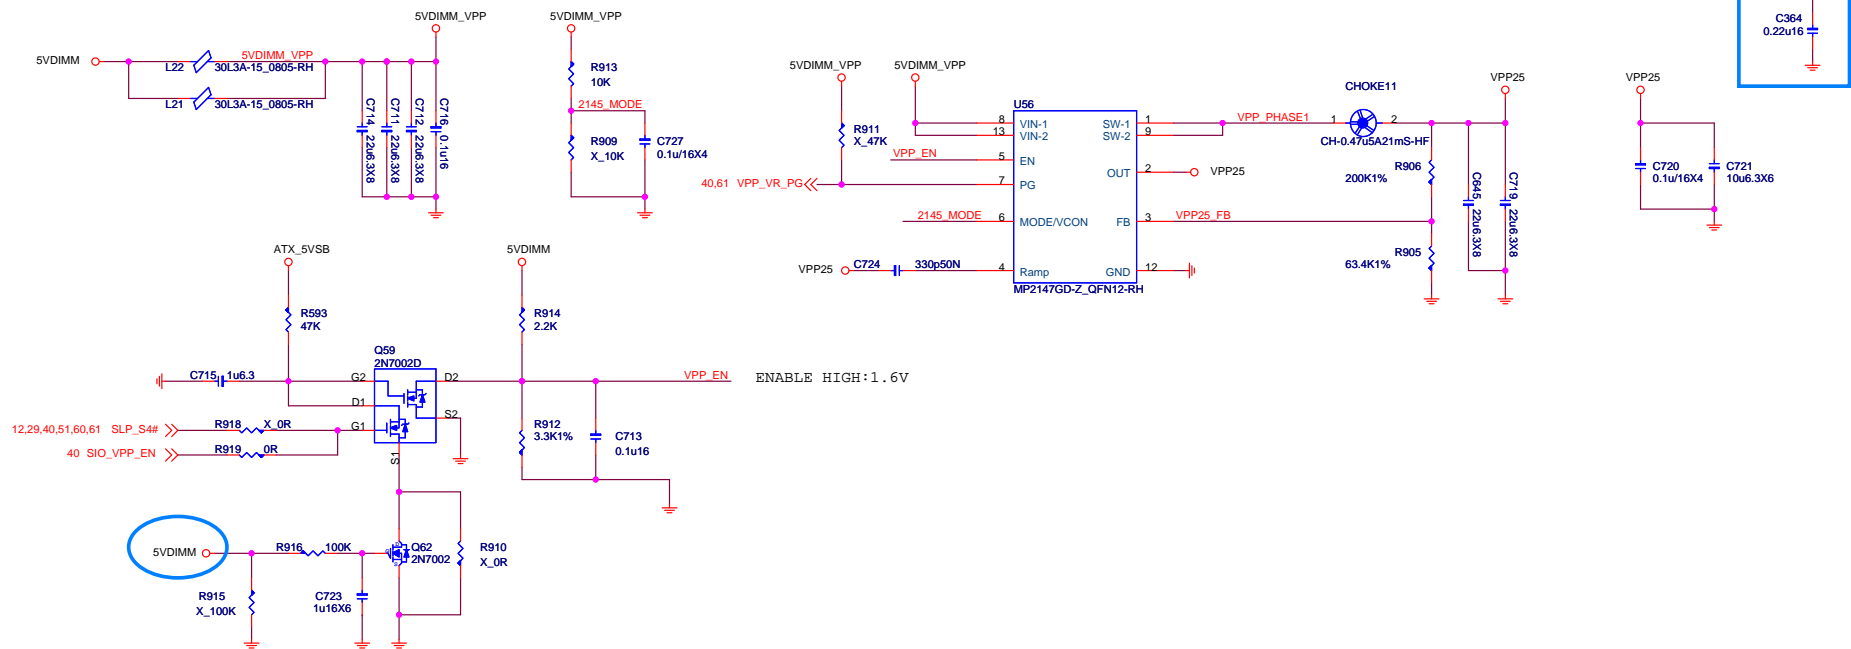 5VDIMM_VPP
5VDIMM
L22
5VDIMM_VPP
30L3A-15_0805-RH
L21
30L3A-15_0805-RH
C714
22u6.3X8
C711
22u6.3X8
C712
22u6.3X8
C716
0.1u16
5VDIMM_VPP
R913
10K
2145_MODE
R909
X_10K
C727
0.1u/16X4
5VDIMM_VPP
5VDIMM_VPP
R911
X_47K
VPP_EN
40,61 VPP_VR_PG
2145_MODE
VPP25
C724
330p50N
U56
8 VIN-1
13 VIN-2
5 EN
7 PG
6 MODE/VCON
4 Ramp
SW-1 1
SW-2 9
OUT 2
FB 3
GND 12
MP2147GD-Z_QFN12-RH
VPP_PHASE1
VPP25
VPP25_FB
CHOKE11
1
2
CH-0.47u5A21mS-HF
R906
200K1%
R905
63.4K1%
VPP25
C645
22u6.3X8
C719
22u6.3X8
VPP25
C720
0.1u/16X4
C721
10u6.3X6
C364
0.22u16
ATX_5VSB
R593
47K
C715
1u6.3
Q59
2N7002D
G2
D1
G1
S1
D2
S2
12,29,40,51,60,61 SLP_S4#
R918
X_0R
40 SIO_VPP_EN
R919
0R
5VDIMM
R914
2.2K
VPP_EN
ENABLE HIGH:1.6V
R912
3.3K1%
C713
0.1u16
5VDIMM
R916
100K
R915
X_100K
C723
1u16X6
Q62
2N7002
R910
X_0R